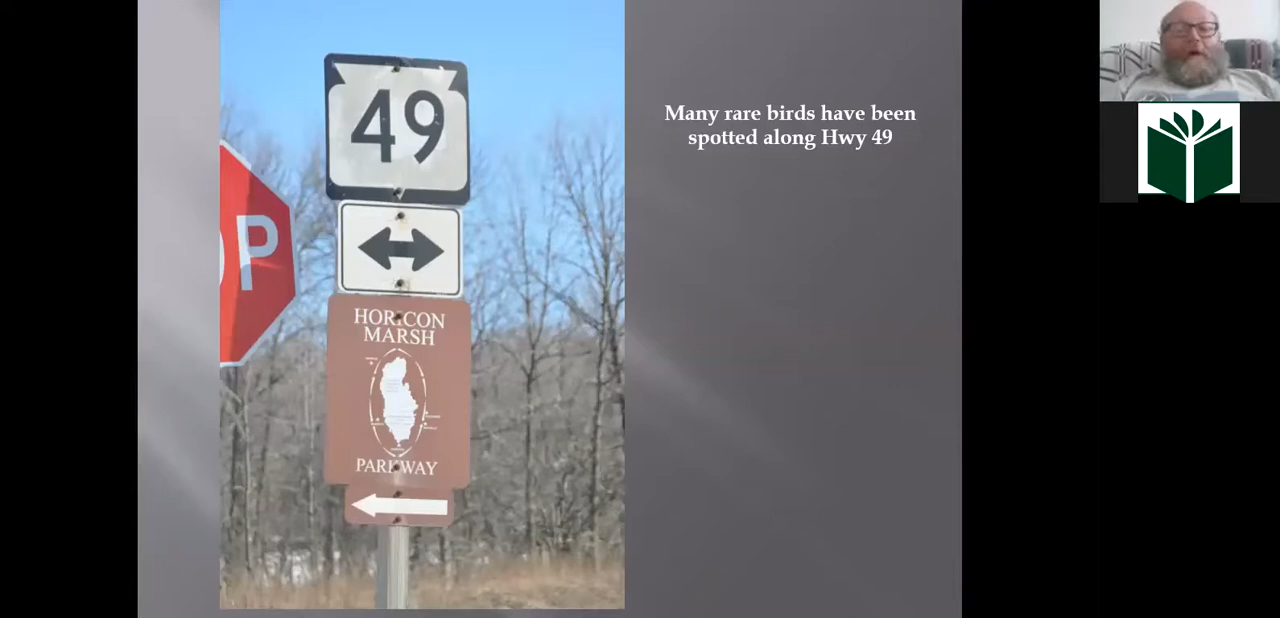 49
OP
HORICON
MARSH
PARKWAY
Many rare birds have been
spotted along Hwy 49